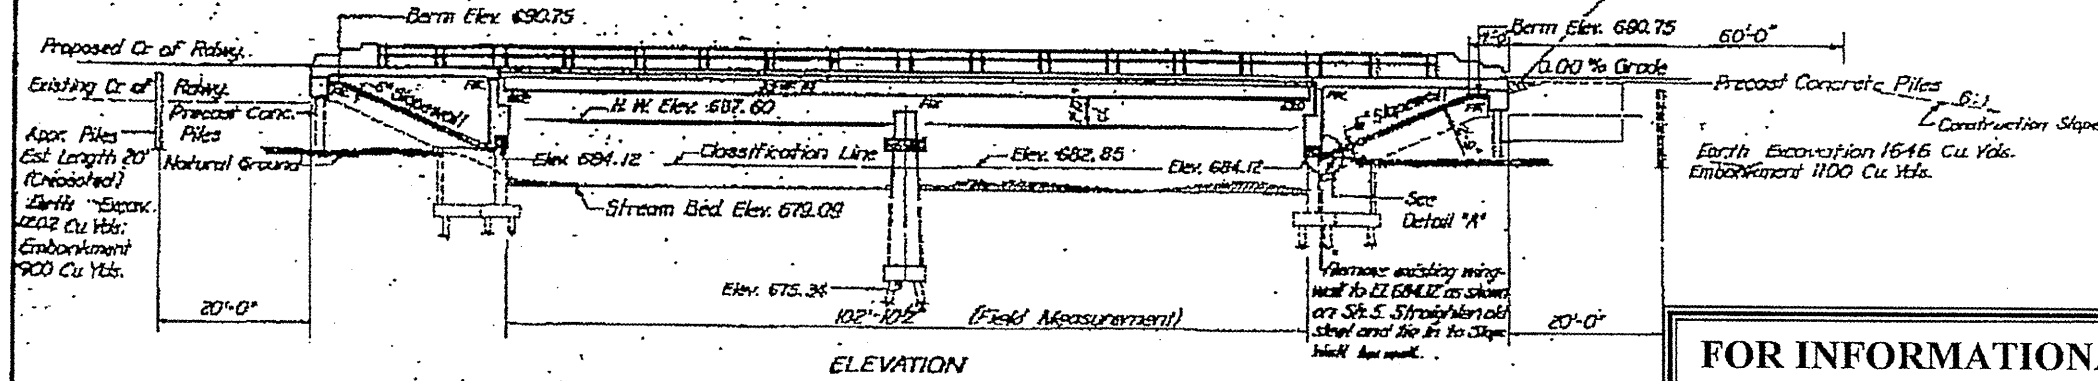 Berm Elev. 690.75
Proposed Cr of Rdwy.
Existing Cr of Rdwy.
Precast Conc.
Piles
Appr. Piles
Est Length 20'
(Creosoted)
Earth Excav.
Cu Yds.
Embankment
900 Cu Yds.
Natural Ground
H. W. Elev. 687.60
Elev. 684.12
Classification Line
Elev. 682.85
Elev. 684.12
Stream Bed Elev. 679.09
Elev. 675.34
6" Slopewall
Fix
Berm Elev. 690.75
60'-0"
0.00 % Grade
Precast Concrete Piles
6:1
Construction Slope
Earth Excavation 1646 Cu. Yds.
Embankment 1100 Cu Yds.
See
Detail "A"
Remove existing wing-
wall to El. 684.12 as shown
on Sh. 5. Straighten old
steel and tie in to Slope
20'-0"
(Field Measurement)
20'-0"
ELEVATION
FOR INFORMATION